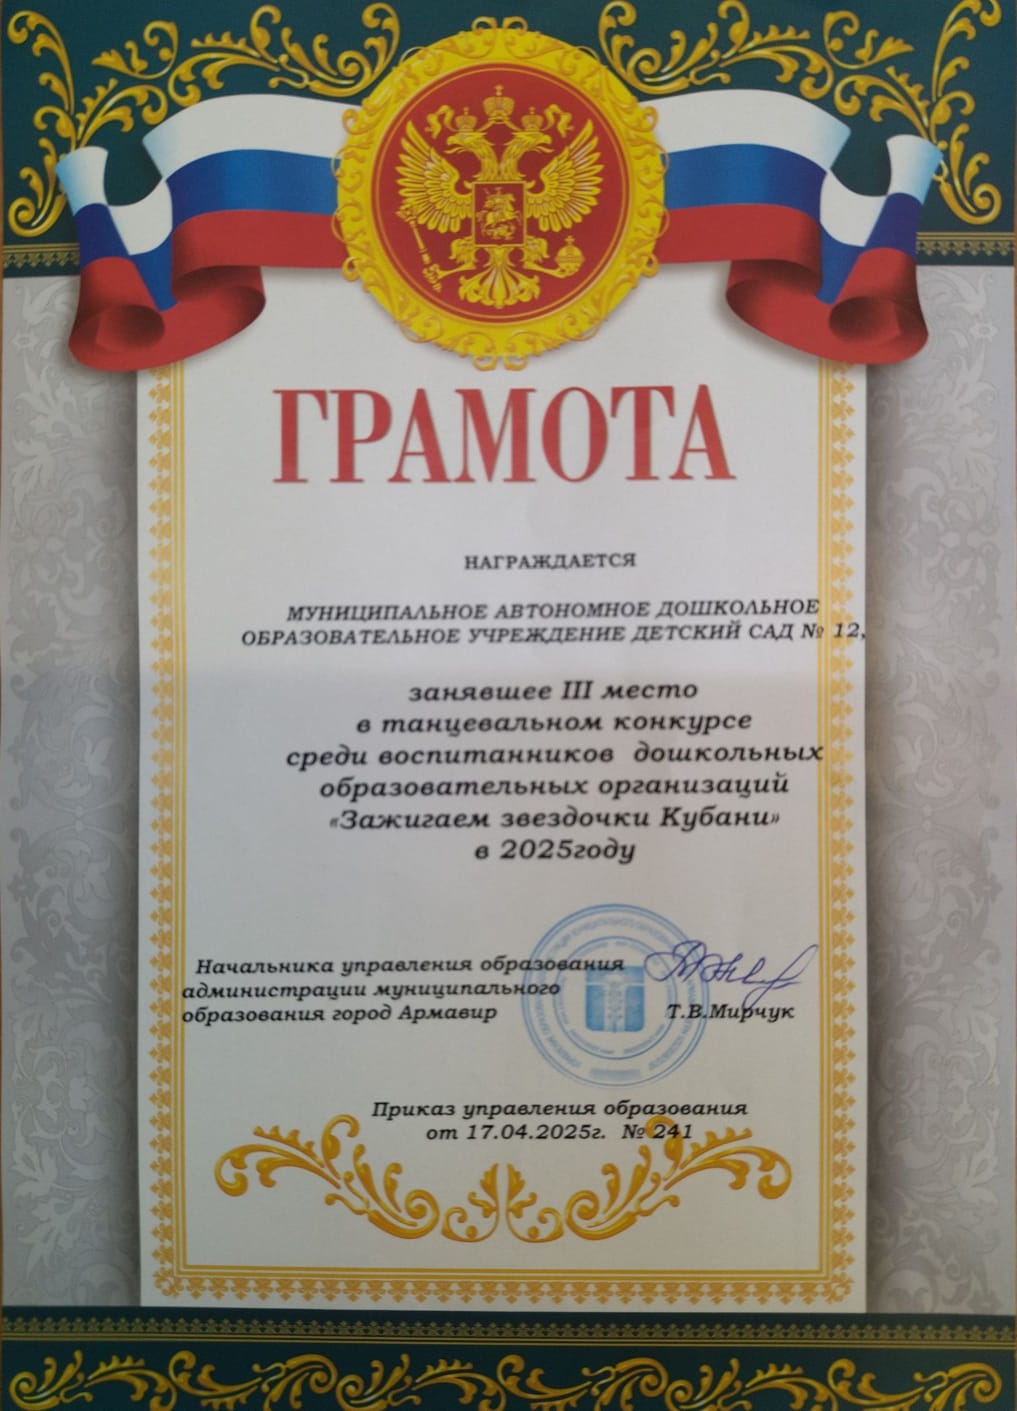 ГРАМОТА
НАГРАЖДАЕТСЯ
МУНИЦИПАЛЬНОЕ АВТОНОМНОЕ ДОШКОЛЬНОЕ
ОБРАЗОВАТЕЛЬНОЕ УЧРЕЖДЕНИЕ ДЕТСКИЙ САД № 12,
занявшее III место
в танцевальном конкурсе
среди воспитанников дошкольных
образовательных организаций
«Зажигаем звездочки Кубани»
в 2025году
Начальника управления образования
администрации муниципального
образования город Армавир
Т.В.Мирчук
Приказ управления образования
от 17.04.2025г. № 241